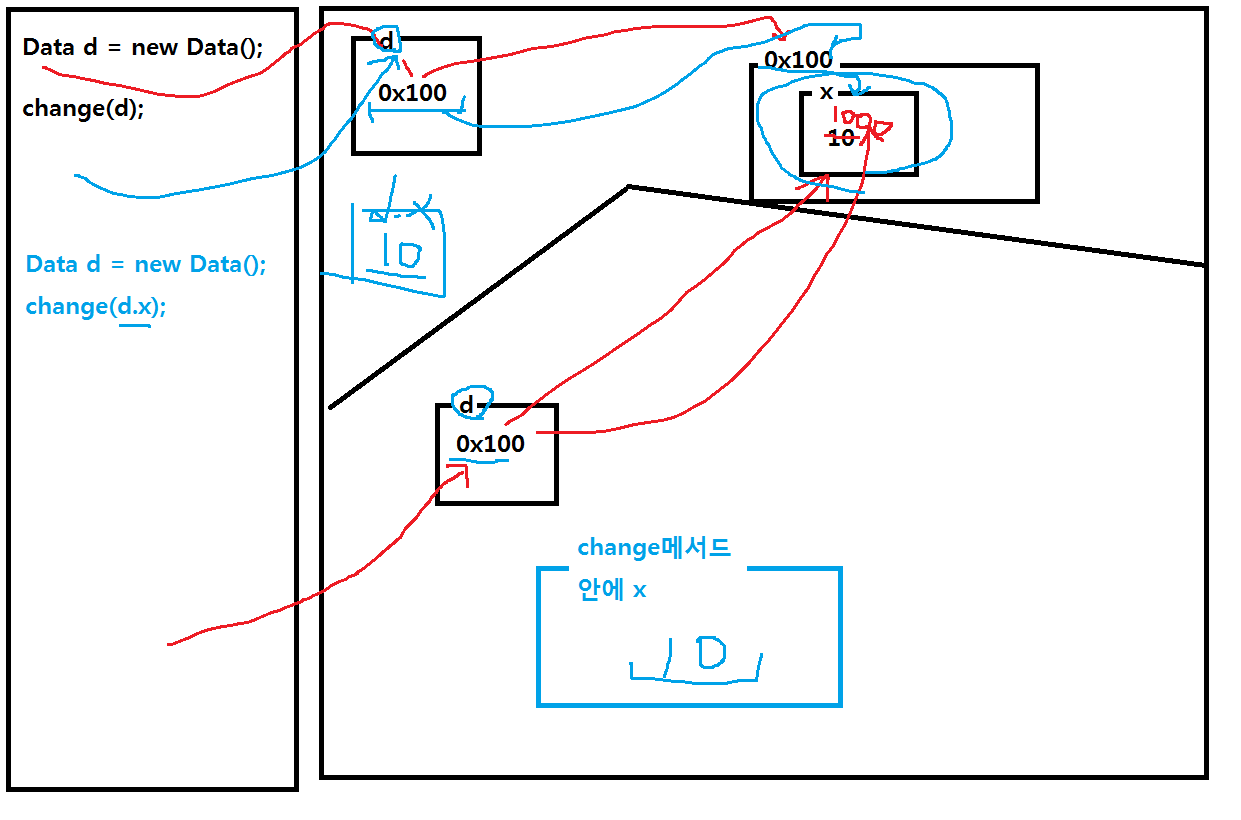 Data d = new Data();
change(d);
Data d = new Data();
change(d.x);
d
0x100
0x100
x
1000
10
d.x
10
d
0x100
change메서드
안에 x
10